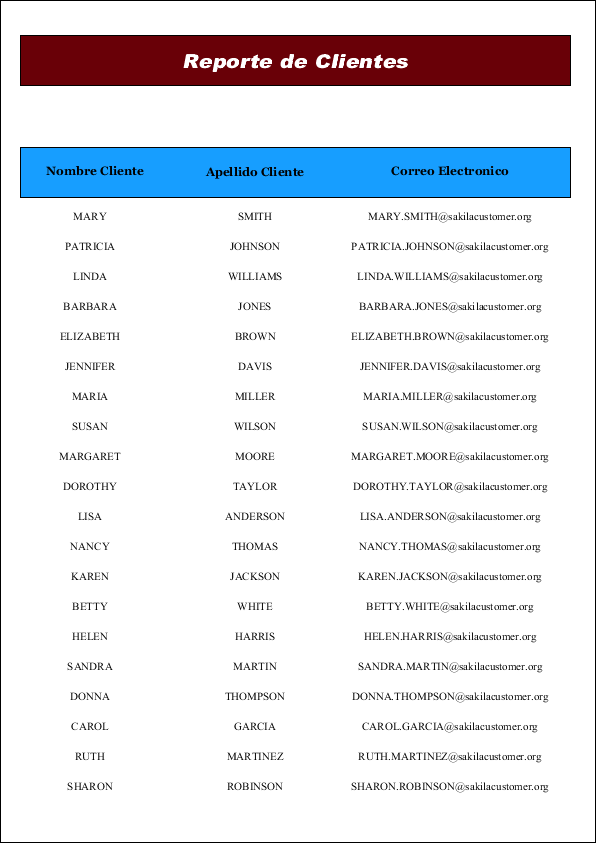 Reporte de Clientes
Nombre Cliente Apellido Cliente Correo Electronico
MARY SMITH MARY.SMITH@sakilacustomer.org
PATRICIA JOHNSON PATRICIA.JOHNSON@sakilacustomer.org
LINDA WILLIAMS LINDA.WILLIAMS@sakilacustomer.org
BARBARA JONES BARBARA.JONES@sakilacustomer.org
ELIZABETH BROWN ELIZABETH.BROWN@sakilacustomer.org
JENNIFER DAVIS JENNIFER.DAVIS@sakilacustomer.org
MARIA MILLER MARIA.MILLER@sakilacustomer.org
SUSAN WILSON SUSAN.WILSON@sakilacustomer.org
MARGARET MOORE MARGARET.MOORE@sakilacustomer.org
DOROTHY TAYLOR DOROTHY.TAYLOR@sakilacustomer.org
LISA ANDERSON LISA.ANDERSON@sakilacustomer.org
NANCY THOMAS NANCY.THOMAS@sakilacustomer.org
KAREN JACKSON KAREN.JACKSON@sakilacustomer.org
BETTY WHITE BETTY.WHITE@sakilacustomer.org
HELEN HARRIS HELEN.HARRIS@sakilacustomer.org
SANDRA MARTIN SANDRA.MARTIN@sakilacustomer.org
DONNA THOMPSON DONNA.THOMPSON@sakilacustomer.org
CAROL GARCIA CAROL.GARCIA@sakilacustomer.org
RUTH MARTINEZ RUTH.MARTINEZ@sakilacustomer.org
SHARON ROBINSON SHARON.ROBINSON@sakilacustomer.org